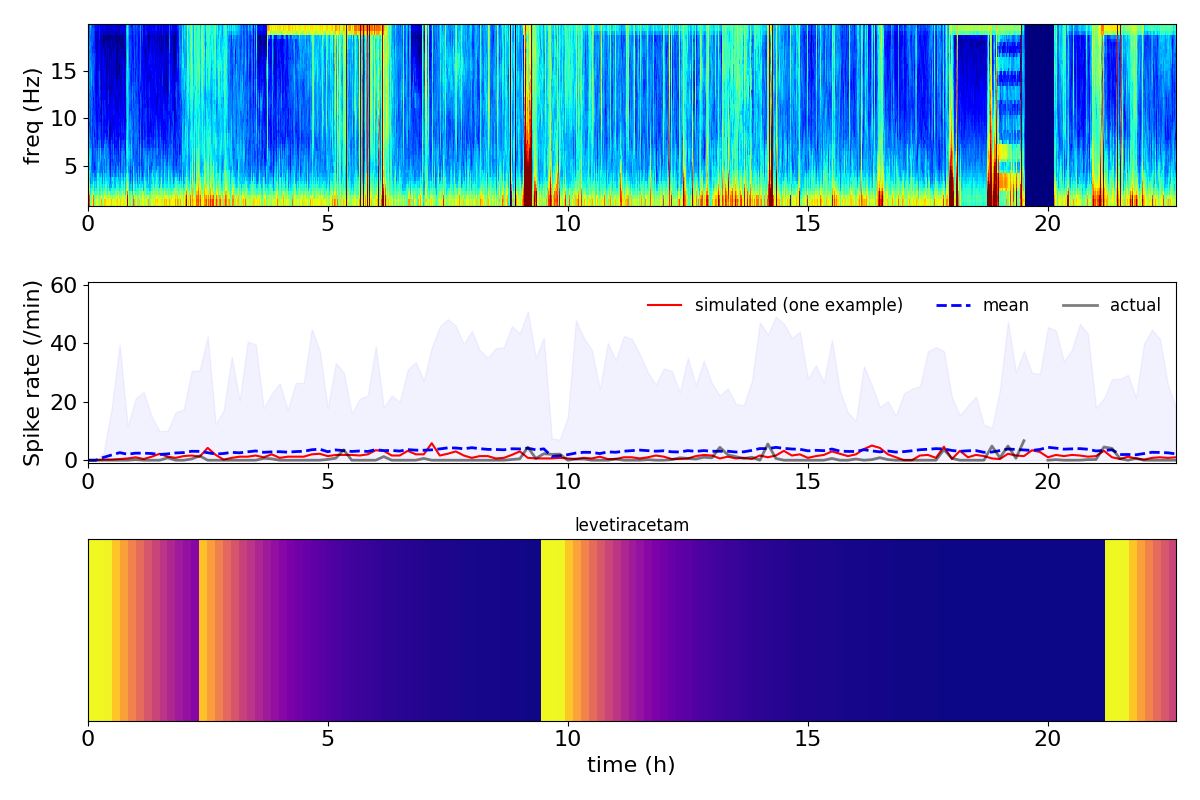 freq (Hz)
15
10
5
0 5 10 15 20
Spike rate (/min)
60
40
20
0
simulated (one example) mean actual
0 5 10 15 20
levetiracetam
0 5 10 15 20
time (h)